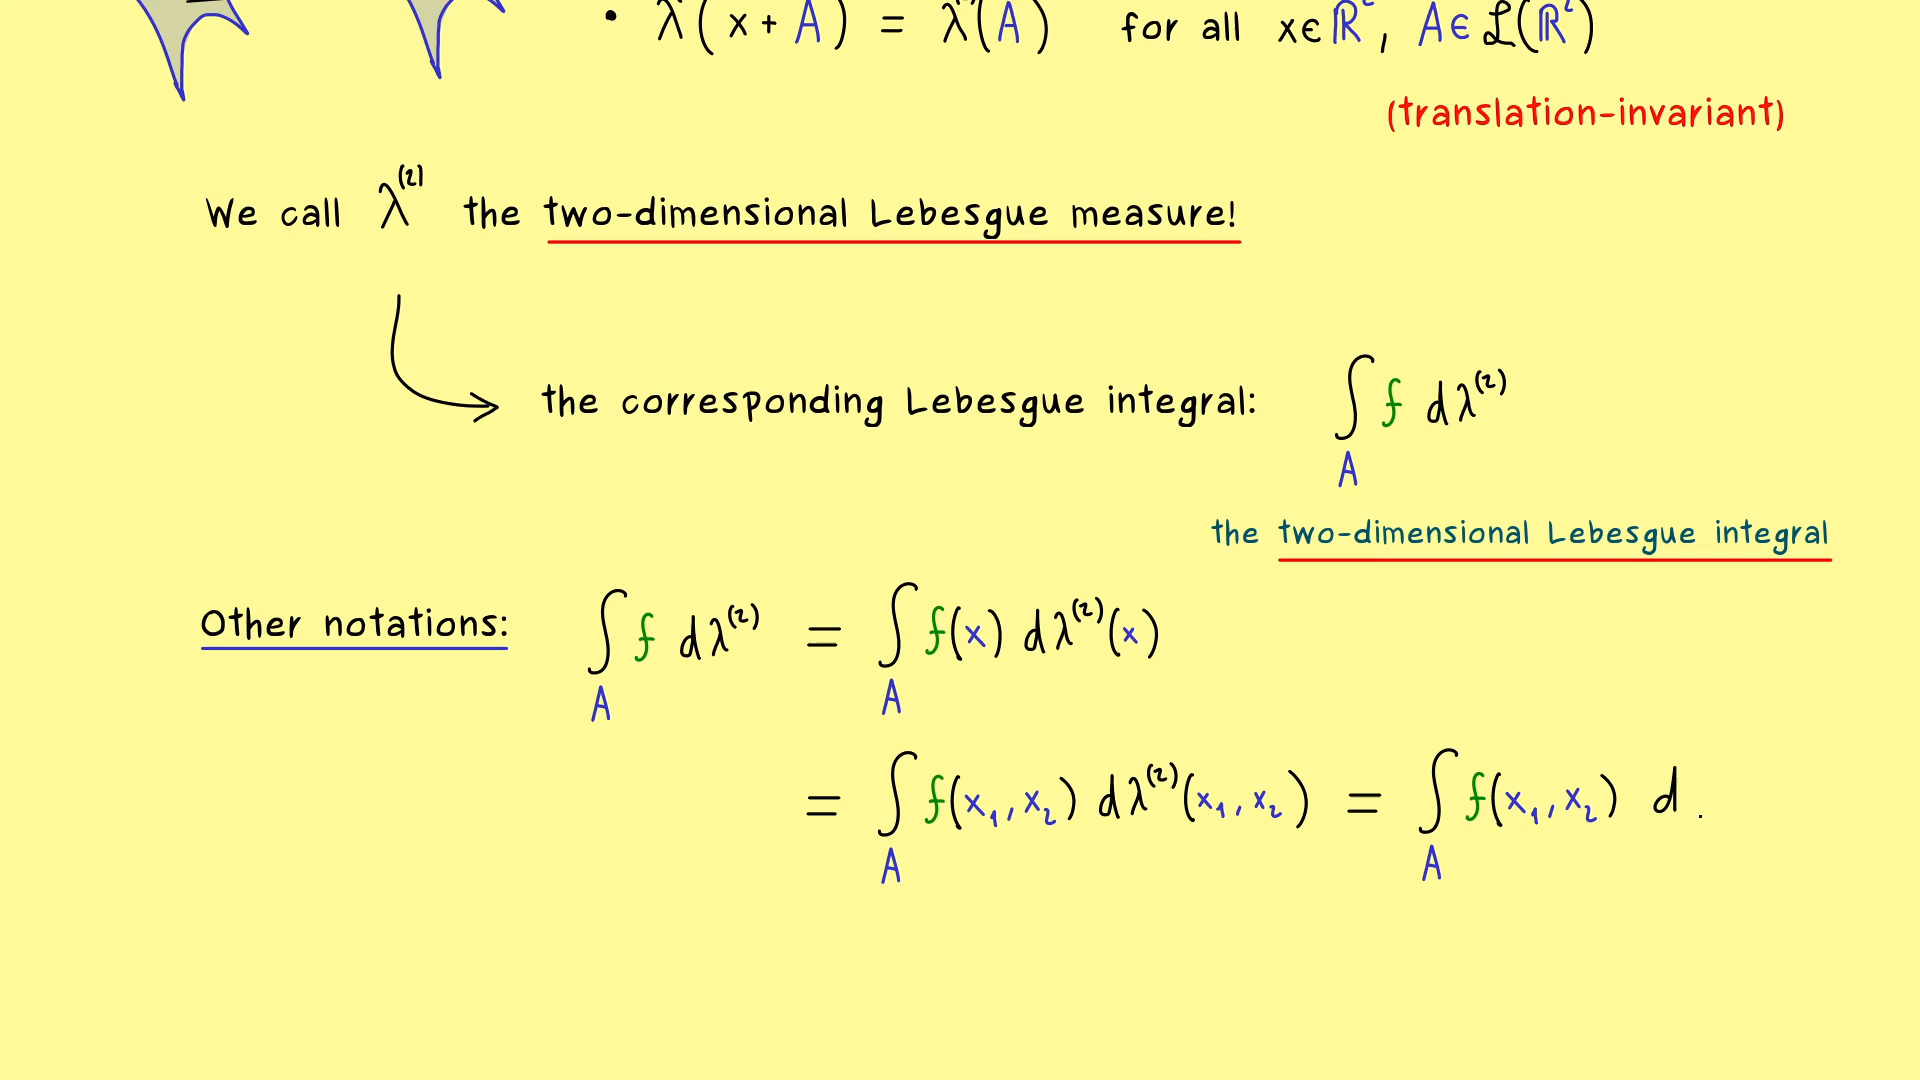 • λ(x + A) = λ(A) for all x∈ℝ², A∈ℒ(ℝ²)
(translation-invariant)
We call λ⁽²⁾ the two-dimensional Lebesgue measure!
the corresponding Lebesgue integral: ∫_A f dλ⁽²⁾
the two-dimensional Lebesgue integral
Other notations: ∫_A f dλ⁽²⁾ = ∫_A f(x) dλ⁽²⁾(x)
= ∫_A f(x₁, x₂) dλ⁽²⁾(x₁, x₂) = ∫_A f(x₁, x₂) d